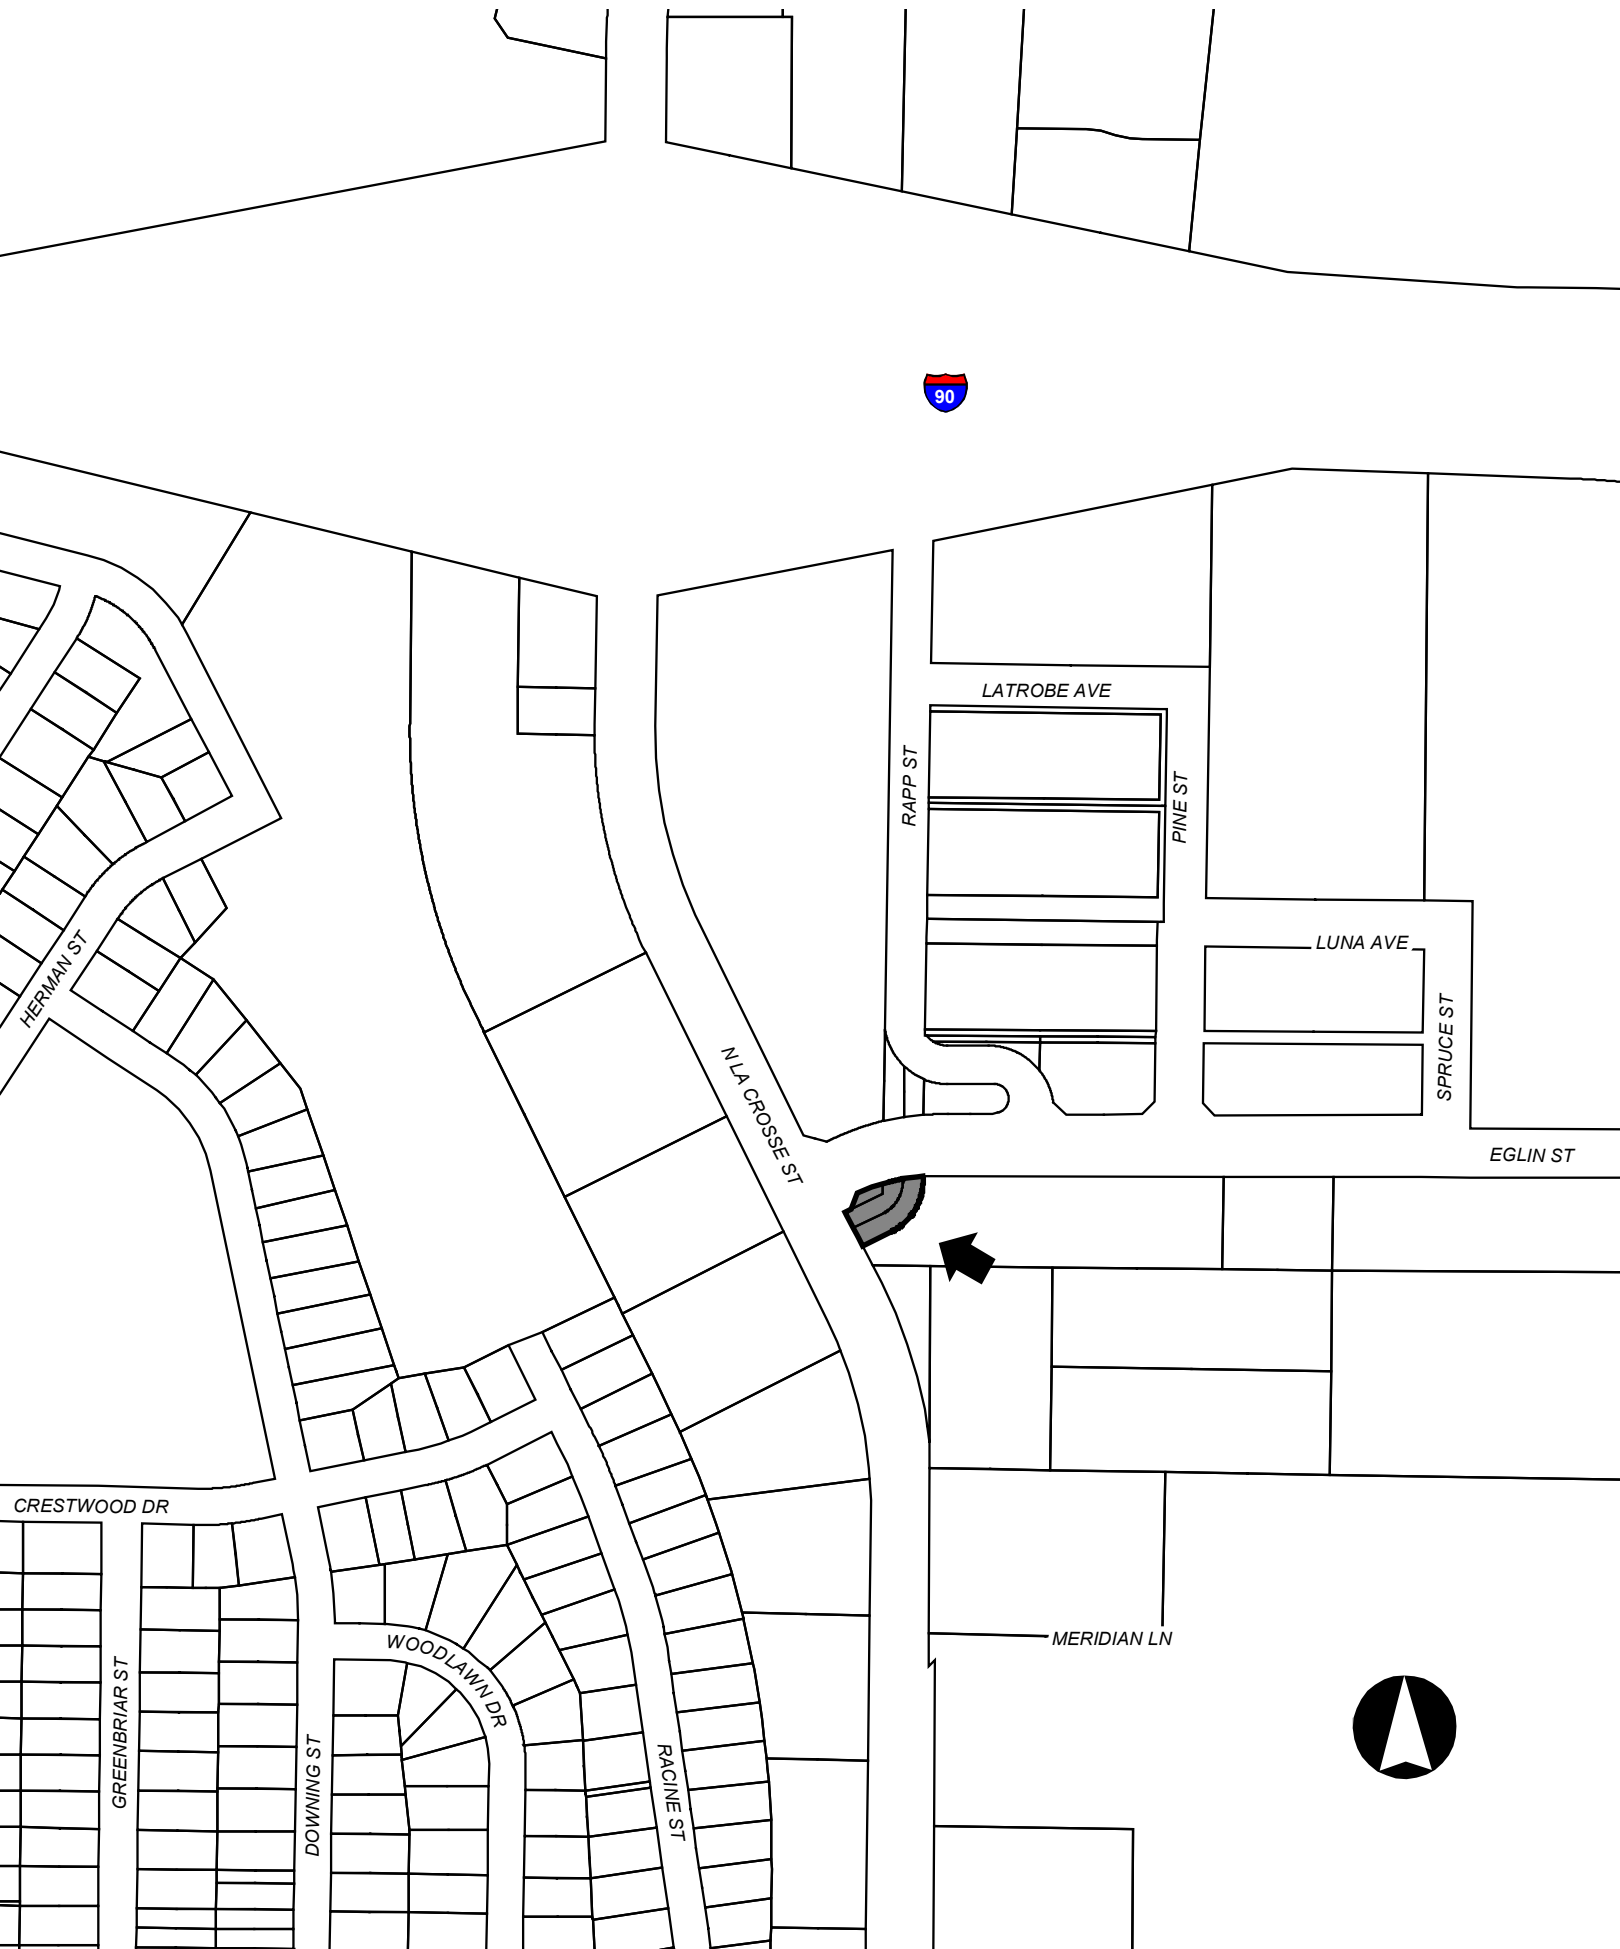 90
LATROBE AVE
RAPP ST
PINE ST
LUNA AVE
HERMAN ST
SPRUCE ST
N LA CROSSE ST
EGLIN ST
CRESTWOOD DR
MERIDIAN LN
WOODLAWN DR
GREENBRIAR ST
DOWNING ST
RACINE ST